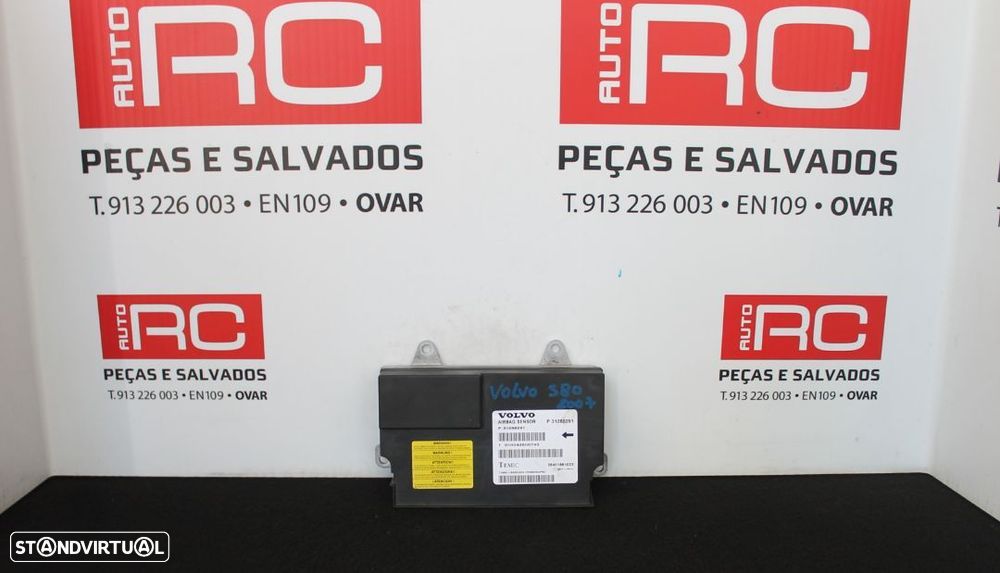 AUTO RC
PEÇAS E SALVADOS
T. 913 226 003 • EN109 • OVAR
AUTO RC
PEÇAS E SALVADOS
T. 913 226 003 • EN109 • OVAR
AUTO RC
PEÇAS E SALVADOS
T. 913 226 003 • EN109 • OVAR
AUTO RC
PEÇAS E SALVADOS
T. 913 226 003 • EN109 • OVAR
VOLVO S80
2007
VOLVO
AIRBAG SENSOR
TEMIC
WARNING!
STANDVIRTUAL